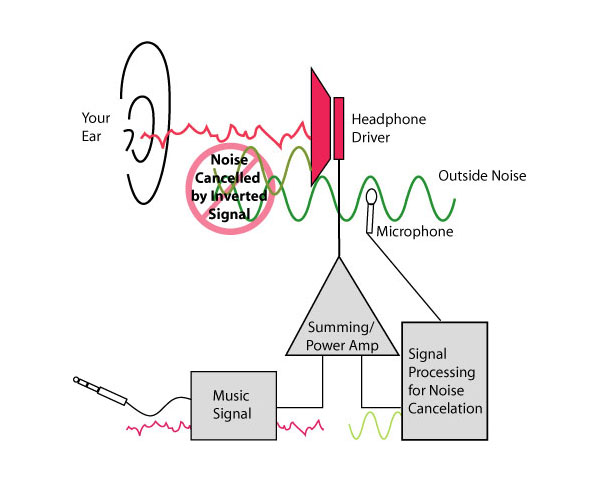 Your
Ear
Headphone
Driver
Noise
Cancelled
by Inverted
Signal
Outside Noise
Microphone
Summing/
Power Amp
Signal
Processing
for Noise
Cancelation
Music
Signal